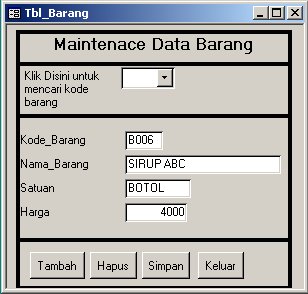 Tbl_Barang
Maintenace Data Barang
Klik Disini untuk
mencari kode
barang
Kode_Barang B006
Nama_Barang SIRUP ABC
Satuan BOTOL
Harga 4000
Tambah Hapus Simpan Keluar